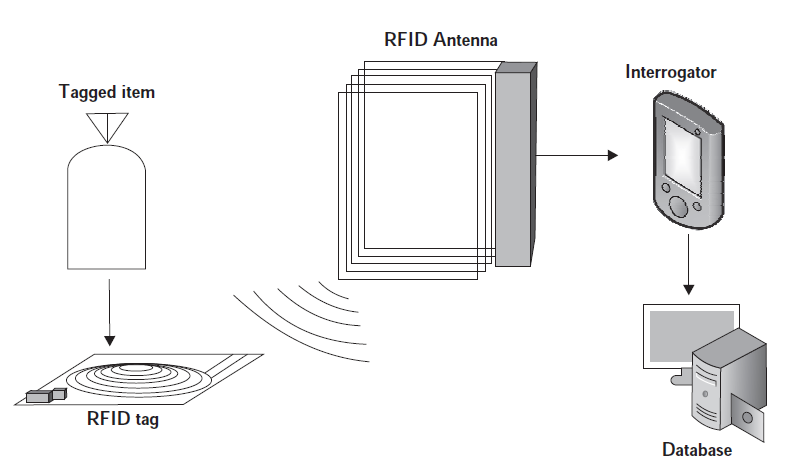 RFID Antenna
Interrogator
Tagged item
RFID tag
Database